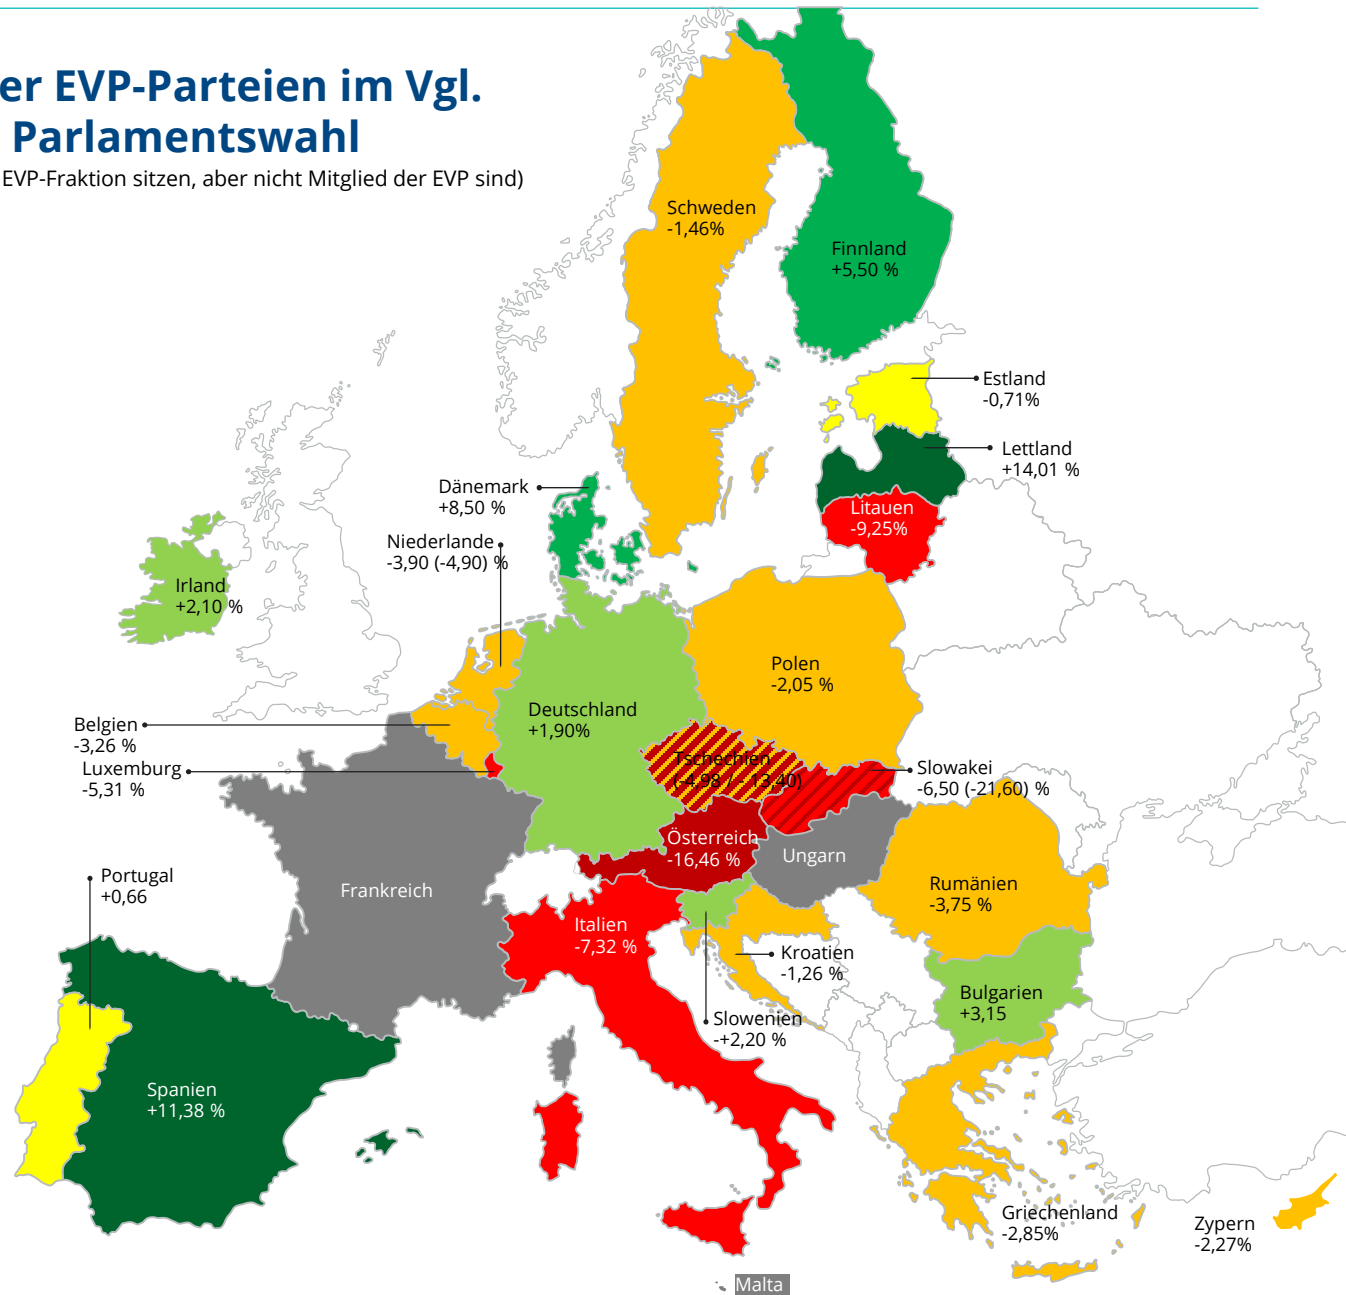 er EVP-Parteien im Vgl.
Parlamentswahl
EVP-Fraktion sitzen, aber nicht Mitglied der EVP sind)
Schweden
-1,46%
Finnland
+5,50 %
Estland
-0,71%
Lettland
+14,01 %
Dänemark
+8,50 %
Litauen
-9,25%
Niederlande
-3,90 (-4,90) %
Irland
+2,10 %
Polen
-2,05 %
Deutschland
+1,90%
Belgien
-3,26 %
Luxemburg
-5,31 %
Tschechien
(-4,98 / - 13,40)
Slowakei
-6,50 (-21,60) %
Österreich
-16,46 %
Ungarn
Portugal
+0,66
Frankreich
Rumänien
-3,75 %
Italien
-7,32 %
Kroatien
-1,26 %
Bulgarien
+3,15
Slowenien
-+2,20 %
Spanien
+11,38 %
Griechenland
-2,85%
Zypern
-2,27%
Malta